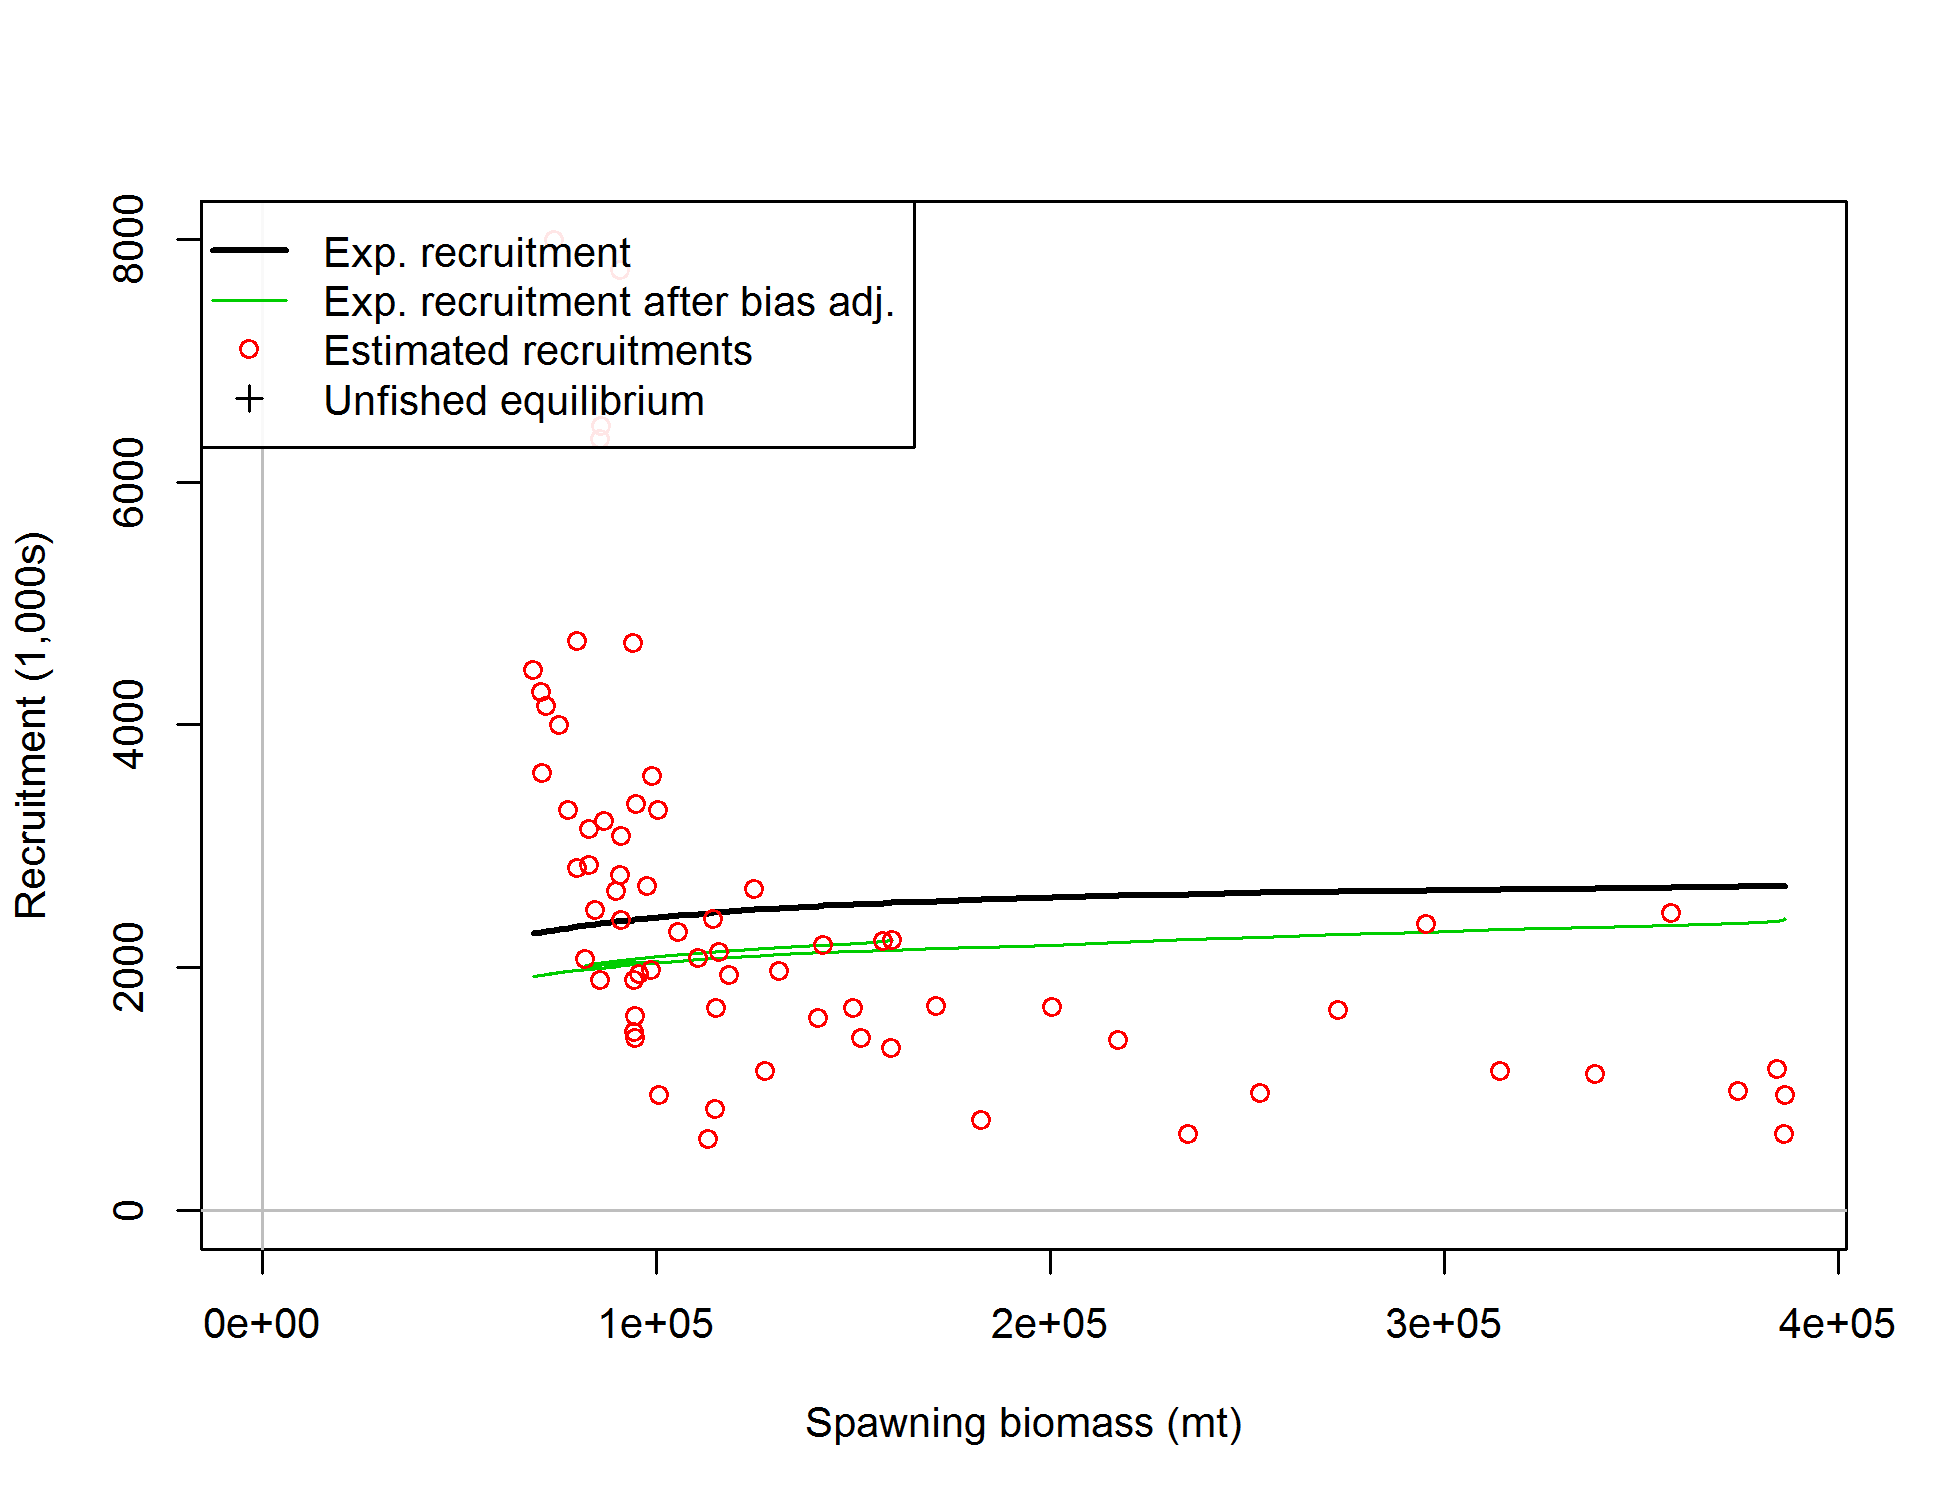 Exp. recruitment
Exp. recruitment after bias adj.
Estimated recruitments
Unfished equilibrium
8000
6000
4000
2000
0
Recruitment (1,000s)
0e+00 1e+05 2e+05 3e+05 4e+05
Spawning biomass (mt)